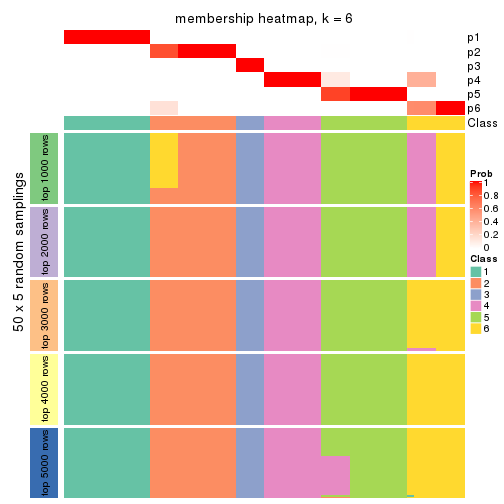 membership heatmap, k = 6
p1
p2
p3
p4
p5
p6
Class
50 x 5 random samplings
top 1000 rows
top 2000 rows
top 3000 rows
top 4000 rows
top 5000 rows
Prob
1
0.8
0.6
0.4
0.2
0
Class
1
2
3
4
5
6